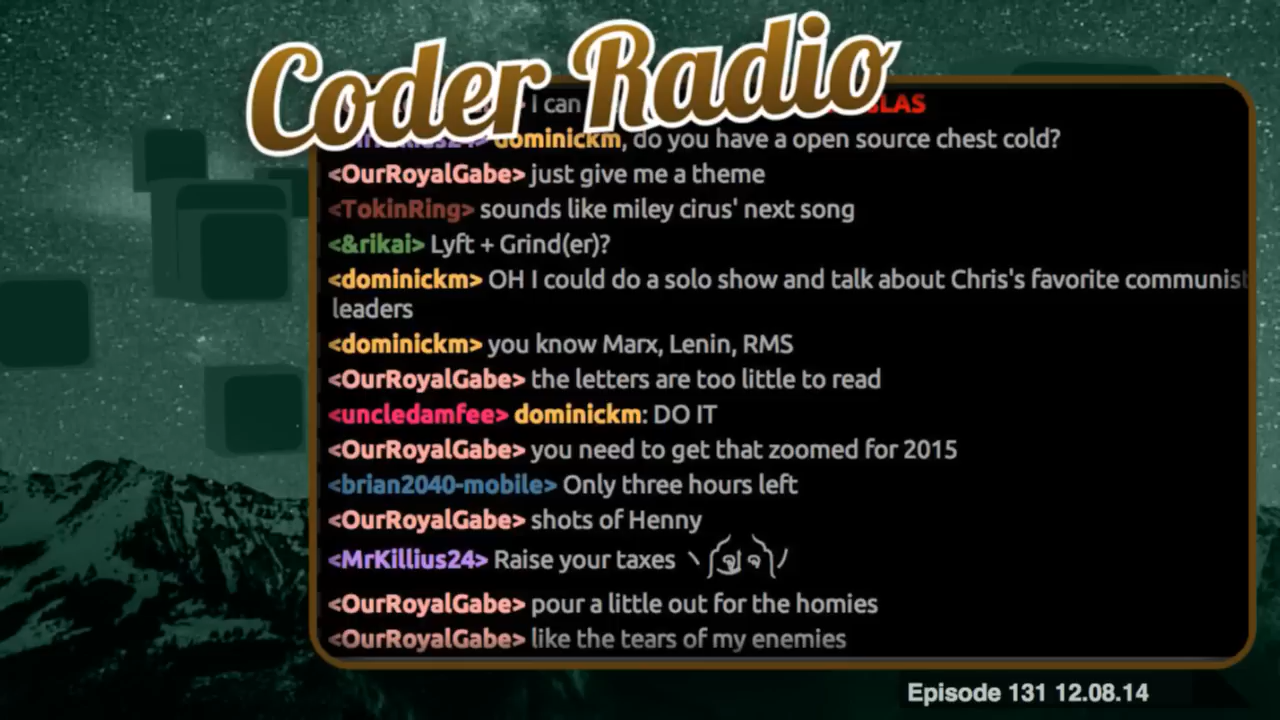 Coder Radio
I can
LAS
dominickm, do you have a open source chest cold?
<OurRoyalGabe> just give me a theme
<TokinRing> sounds like miley cirus' next song
<&rikai> Lyft + Grind(er)?
<dominickm> OH I could do a solo show and talk about Chris's favorite communist
leaders
<dominickm> you know Marx, Lenin, RMS
<OurRoyalGabe> the letters are too little to read
<uncledamfee> dominickm: DO IT
<OurRoyalGabe> you need to get that zoomed for 2015
<brian2040-mobile> Only three hours left
<OurRoyalGabe> shots of Henny
<MrKillius24> Raise your taxes
<OurRoyalGabe> pour a little out for the homies
<OurRoyalGabe> like the tears of my enemies
Episode 131 12.08.14